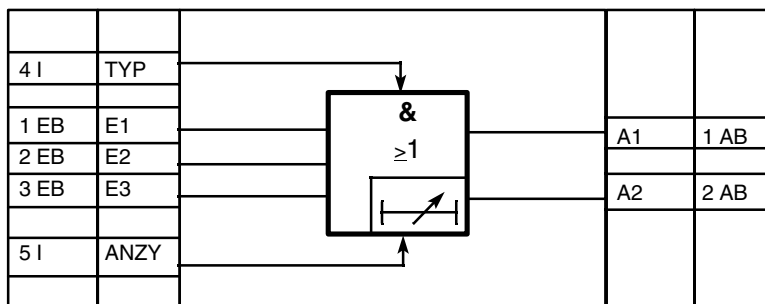 4 I TYP
&
1 EB E1 A1 1 AB
≥1
2 EB E2
3 EB E3 A2 2 AB
5 I ANZY